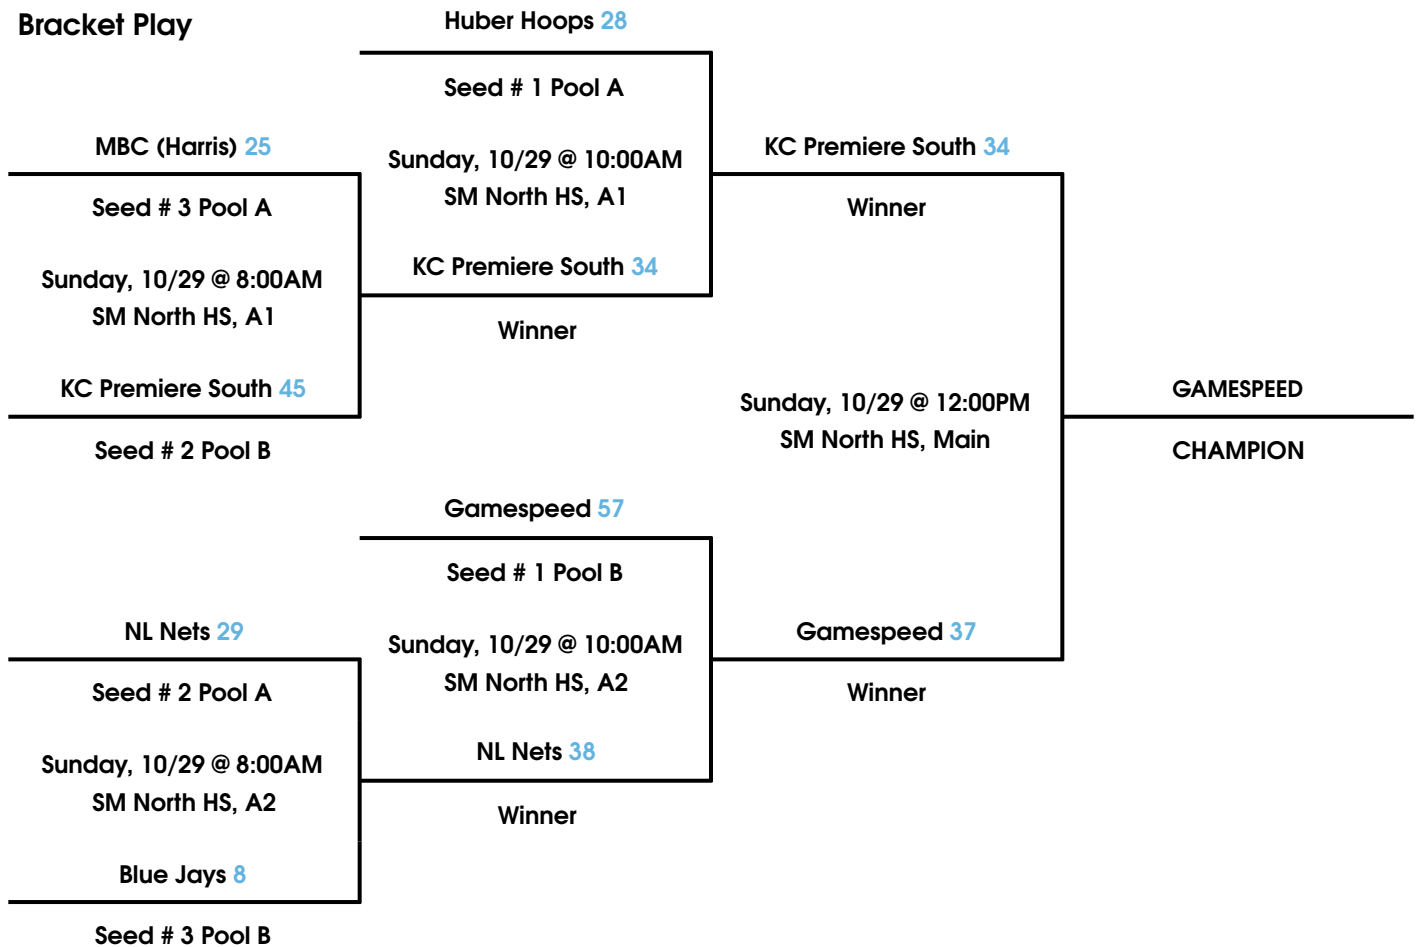 Bracket Play
Huber Hoops 28
Seed # 1 Pool A
MBC (Harris) 25
Sunday, 10/29 @ 10:00AM
SM North HS, A1
KC Premiere South 34
Seed # 3 Pool A
Winner
Sunday, 10/29 @ 8:00AM
SM North HS, A1
KC Premiere South 34
Winner
KC Premiere South 45
Seed # 2 Pool B
Sunday, 10/29 @ 12:00PM
SM North HS, Main
GAMESPEED
CHAMPION
Gamespeed 57
Seed # 1 Pool B
NL Nets 29
Sunday, 10/29 @ 10:00AM
SM North HS, A2
Gamespeed 37
Seed # 2 Pool A
Winner
Sunday, 10/29 @ 8:00AM
SM North HS, A2
NL Nets 38
Winner
Blue Jays 8
Seed # 3 Pool B